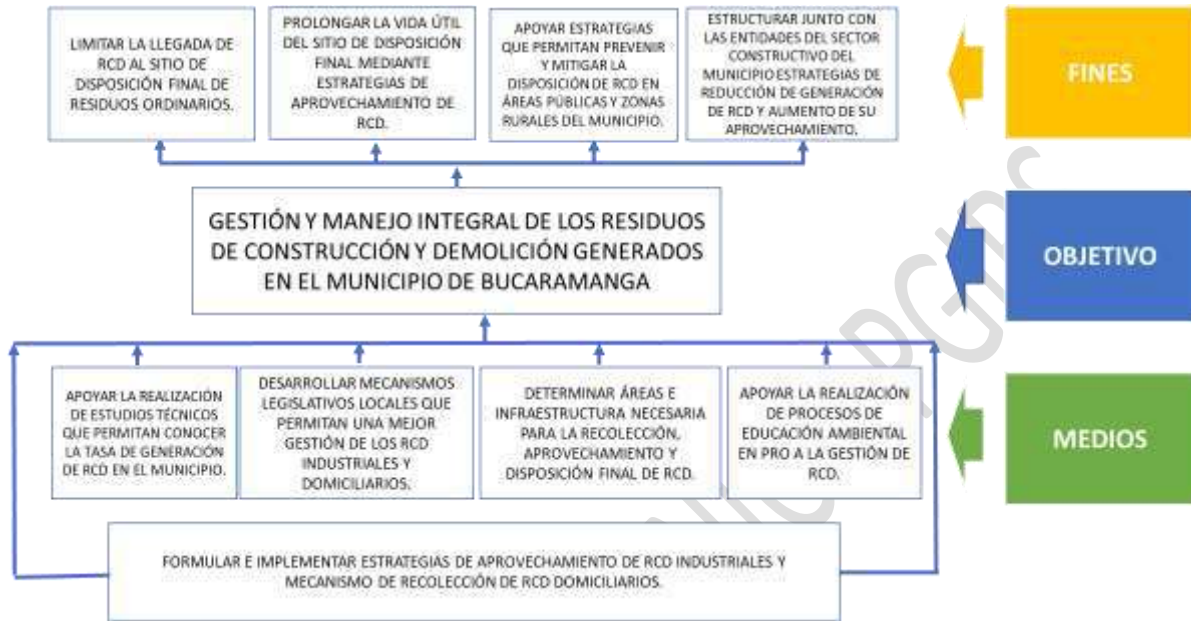 LIMITAR LA LLEGADA DE
RCD AL SITIO DE
DISPOSICIÓN FINAL DE
RESIDUOS ORDINARIOS.
PROLONGAR LA VIDA ÚTIL
DEL SITIO DE DISPOSICIÓN
FINAL MEDIANTE
ESTRATEGIAS DE
APROVECHAMIENTO DE
RCD.
APOYAR ESTRATEGIAS
QUE PERMITAN PREVENIR
Y MITIGAR LA
DISPOSICIÓN DE RCD EN
ÁREAS PÚBLICAS Y ZONAS
RURALES DEL MUNICIPIO.
ESTRUCTURAR JUNTO CON
LAS ENTIDADES DEL SECTOR
CONSTRUCTIVO DEL
MUNICIPIO ESTRATEGIAS DE
REDUCCIÓN DE GENERACIÓN
DE RCD Y AUMENTO DE SU
APROVECHAMIENTO.
FINES
GESTIÓN Y MANEJO INTEGRAL DE LOS RESIDUOS
DE CONSTRUCCIÓN Y DEMOLICIÓN GENERADOS
EN EL MUNICIPIO DE BUCARAMANGA
OBJETIVO
APOYAR LA REALIZACIÓN
DE ESTUDIOS TÉCNICOS
QUE PERMITAN CONOCER
LA TASA DE GENERACIÓN
DE RCD EN EL MUNICIPIO.
DESARROLLAR MECANISMOS
LEGISLATIVOS LOCALES QUE
PERMITAN UNA MEJOR
GESTIÓN DE LOS RCD
INDUSTRIALES Y
DOMICILIARIOS.
DETERMINAR ÁREAS E
INFRAESTRUCTURA NECESARIA
PARA LA RECOLECCIÓN,
APROVECHAMIENTO Y
DISPOSICIÓN FINAL DE RCD.
APOYAR LA REALIZACIÓN
DE PROCESOS DE
EDUCACIÓN AMBIENTAL
EN PRO A LA GESTIÓN DE
RCD.
MEDIOS
FORMULAR E IMPLEMENTAR ESTRATEGIAS DE APROVECHAMIENTO DE RCD INDUSTRIALES Y
MECANISMO DE RECOLECCIÓN DE RCD DOMICILIARIOS.
PGIRS